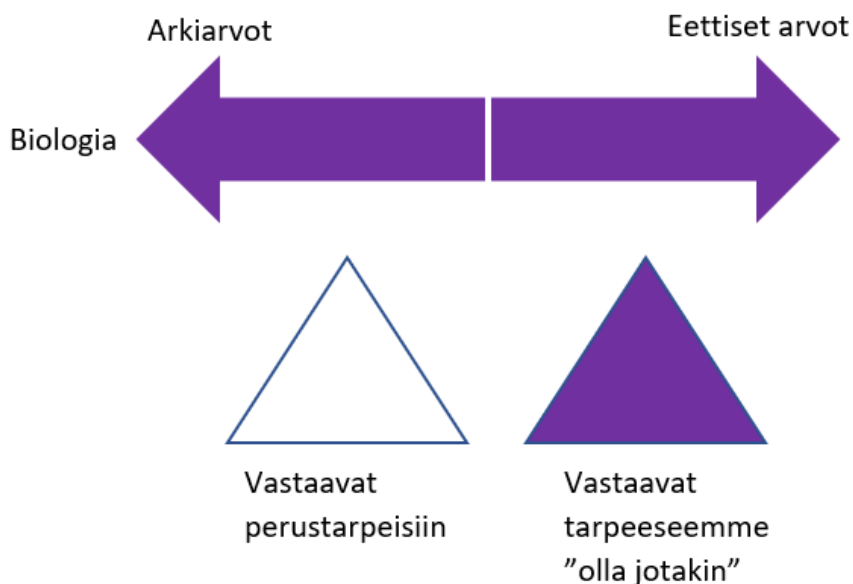 Arkiarvot
Eettiset arvot
Biologia
Vastaavat
perustarpeisiin
Vastaavat
tarpeeseemme
”olla jotakin”